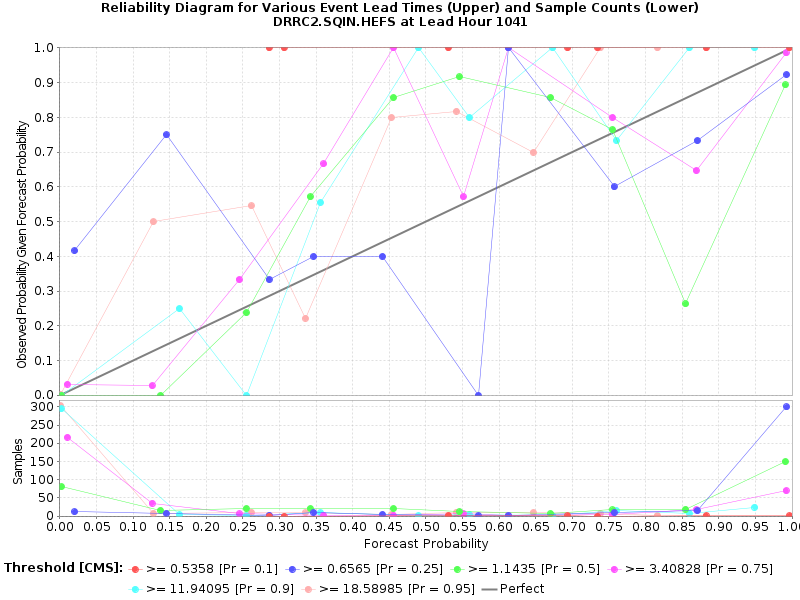 Reliability Diagram for Various Event Lead Times (Upper) and Sample Counts (Lower)
DRRC2.SQIN.HEFS at Lead Hour 1041
Observed Probability Given Forecast Probability
1.0
0.9
0.8
0.7
0.6
0.5
0.4
0.3
0.2
0.1
0.0
Samples
300
250
200
150
100
50
0
0.00 0.05 0.10 0.15 0.20 0.25 0.30 0.35 0.40 0.45 0.50 0.55 0.60 0.65 0.70 0.75 0.80 0.85 0.90 0.95 1.00
Forecast Probability
Threshold [CMS]: >= 0.5358 [Pr = 0.1] >= 0.6565 [Pr = 0.25] >= 1.1435 [Pr = 0.5] >= 3.40828 [Pr = 0.75]
>= 11.94095 [Pr = 0.9] >= 18.58985 [Pr = 0.95] Perfect